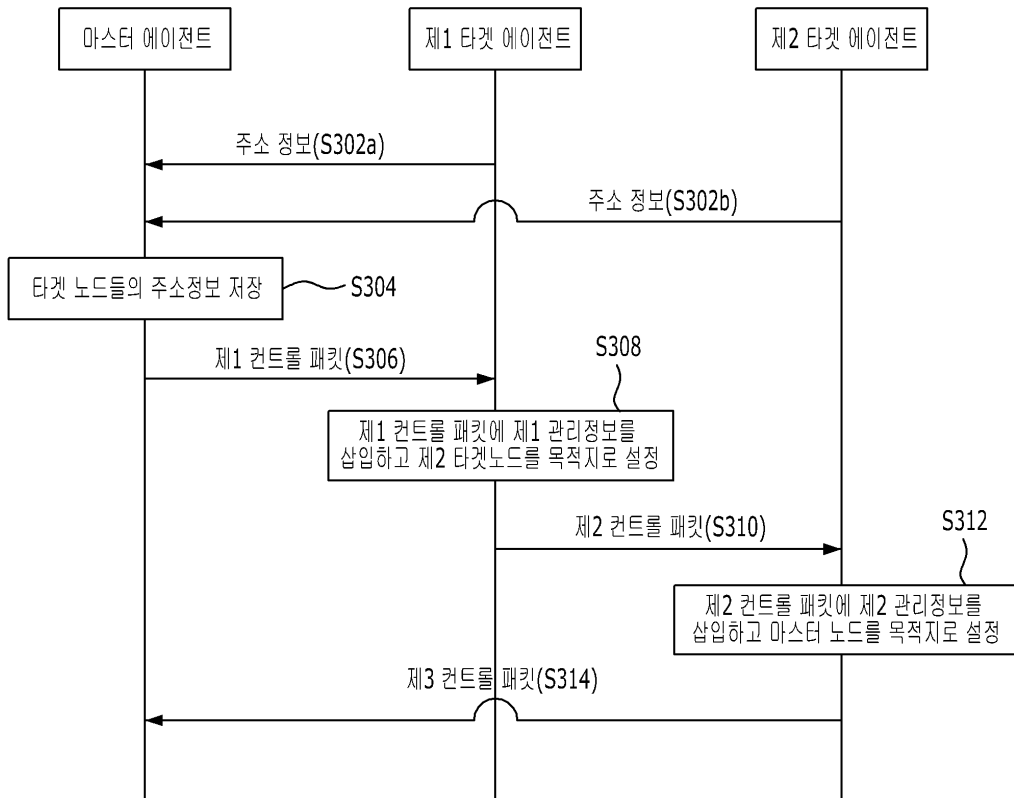 마스터 에이전트
제1 타겟 에이전트
제2 타겟 에이전트
주소 정보(S302a)
주소 정보(S302b)
타겟 노드들의 주소정보 저장
S304
제1 컨트롤 패킷(S306)
S308
제1 컨트롤 패킷에 제1 관리정보를
삽입하고 제2 타겟노드를 목적지로 설정
제2 컨트롤 패킷(S310)
S312
제2 컨트롤 패킷에 제2 관리정보를
삽입하고 마스터 노드를 목적지로 설정
제3 컨트롤 패킷(S314)